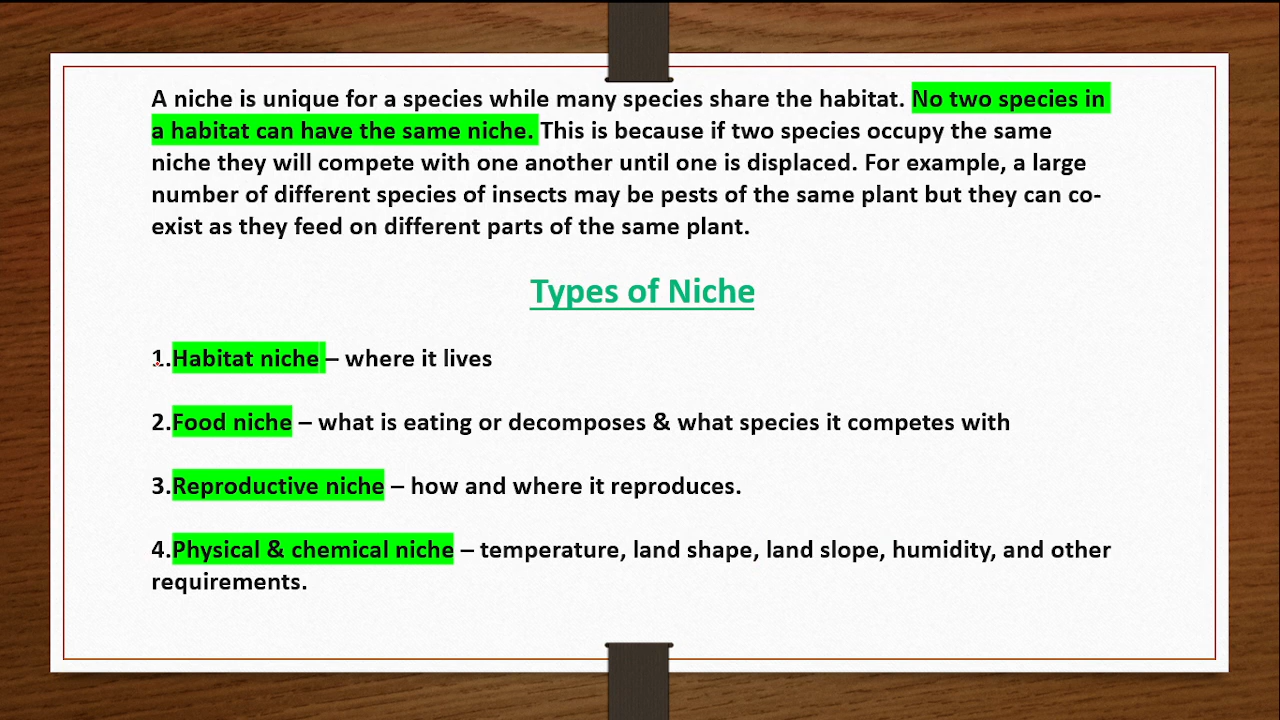 A niche is unique for a species while many species share the habitat. No two species in
a habitat can have the same niche. This is because if two species occupy the same
niche they will compete with one another until one is displaced. For example, a large
number of different species of insects may be pests of the same plant but they can co-
exist as they feed on different parts of the same plant.
Types of Niche
1.Habitat niche – where it lives
2.Food niche – what is eating or decomposes & what species it competes with
3.Reproductive niche – how and where it reproduces.
4.Physical & chemical niche – temperature, land shape, land slope, humidity, and other
requirements.